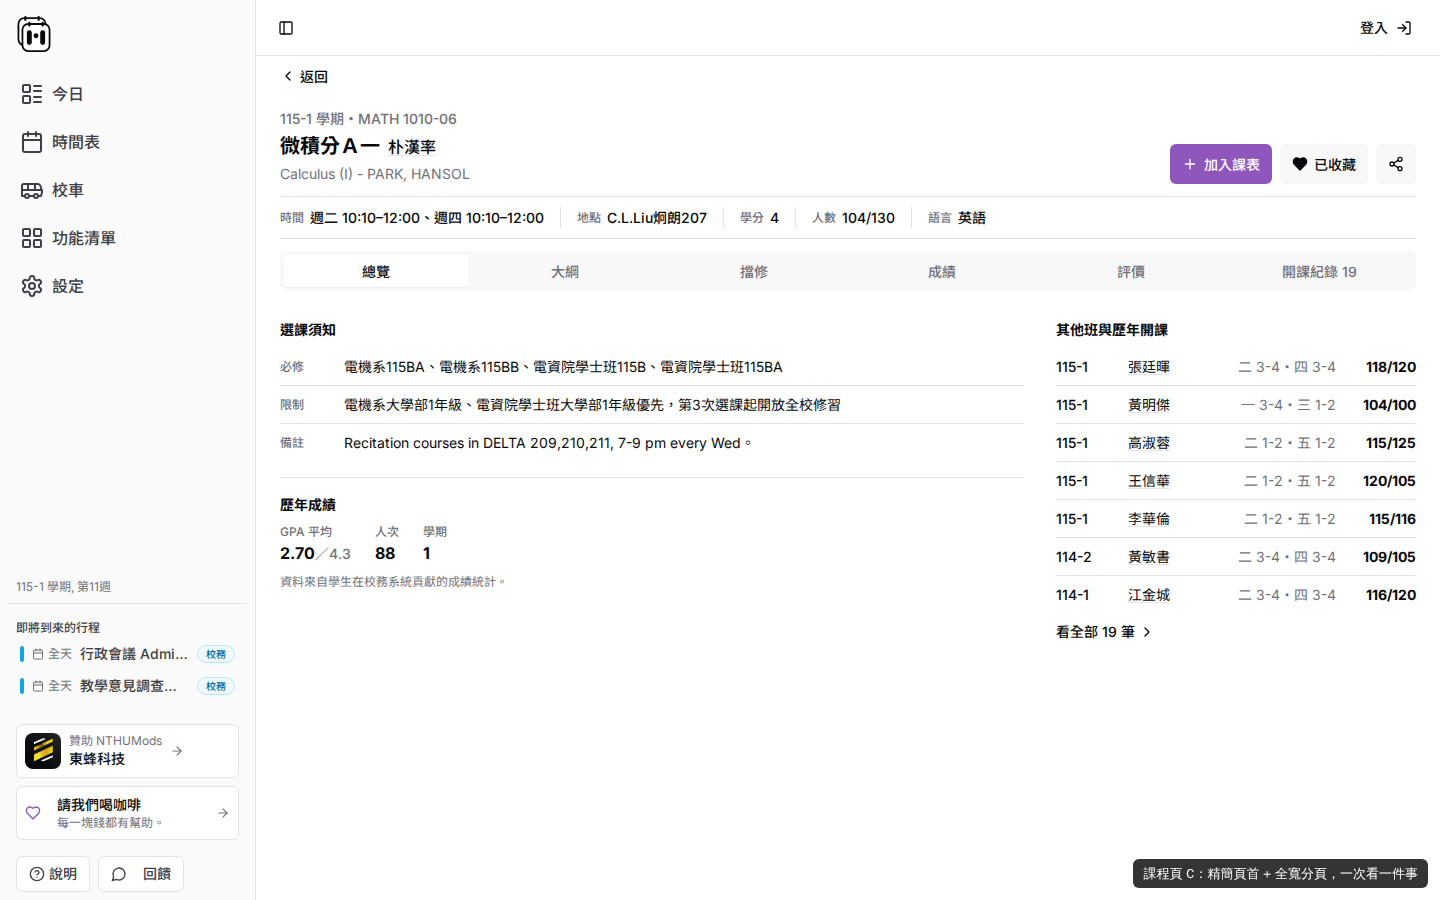 今日
時間表
校車
功能清單
設定
115-1 學期, 第11週
即將到來的行程
全天 行政會議 Admi... 校務
全天 教學意見調查... 校務
贊助 NTHUMods
東蜂科技
請我們喝咖啡
每一塊錢都有幫助。
說明
回饋
登入
返回
115-1 學期 • MATH 1010-06
微積分A一 朴漢率
Calculus (I) - PARK, HANSOL
加入課表
已收藏
時間 週二 10:10–12:00、週四 10:10–12:00
地點 C.L.Liu炯朗207
學分 4
人數 104/130
語言 英語
總覽
大綱
擋修
成績
評價
開課紀錄 19
選課須知
必修 電機系115BA、電機系115BB、電資院學士班115B、電資院學士班115BA
限制 電機系大學部1年級、電資院學士班大學部1年級優先，第3次選課起開放全校修習
備註 Recitation courses in DELTA 209,210,211, 7-9 pm every Wed。
歷年成績
GPA 平均 人次 學期
2.70／4.3 88 1
資料來自學生在校務系統貢獻的成績統計。
其他班與歷年開課
115-1 張廷暉 二 3-4 • 四 3-4 118/120
115-1 黃明傑 一 3-4 • 三 1-2 104/100
115-1 高淑蓉 二 1-2 • 五 1-2 115/125
115-1 王信華 二 1-2 • 五 1-2 120/105
115-1 李華倫 二 1-2 • 五 1-2 115/116
114-2 黃敏書 二 3-4 • 四 3-4 109/105
114-1 江金城 二 3-4 • 四 3-4 116/120
看全部 19 筆
課程頁 C：精簡頁首 + 全寬分頁，一次看一件事